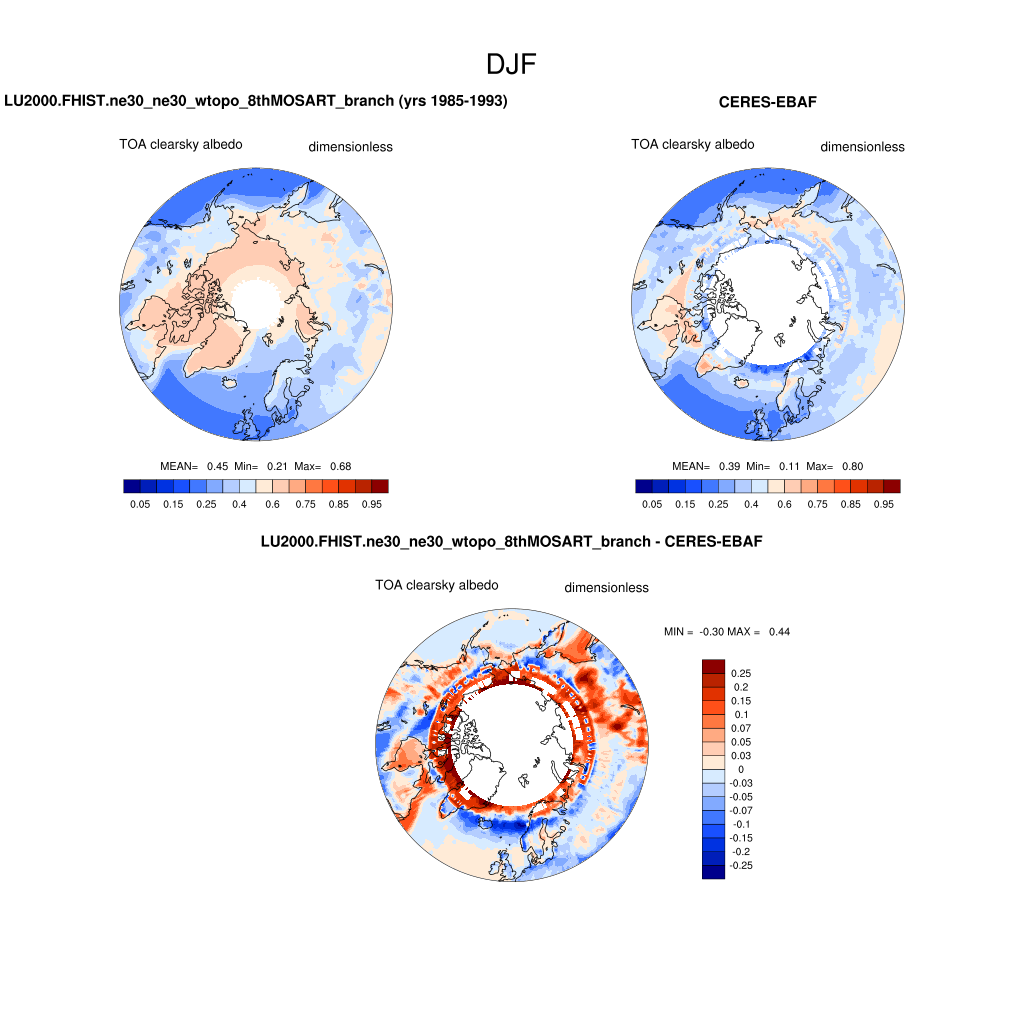 DJF
LU2000.FHIST.ne30_ne30_wtopo_8thMOSART_branch (yrs 1985-1993)
CERES-EBAF
TOA clearsky albedo
dimensionless
TOA clearsky albedo
dimensionless
MEAN= 0.45 Min= 0.21 Max= 0.68
MEAN= 0.39 Min= 0.11 Max= 0.80
0.05 0.15 0.25 0.4 0.6 0.75 0.85 0.95
0.05 0.15 0.25 0.4 0.6 0.75 0.85 0.95
LU2000.FHIST.ne30_ne30_wtopo_8thMOSART_branch - CERES-EBAF
TOA clearsky albedo
dimensionless
MIN = -0.30 MAX = 0.44
0.25
0.2
0.15
0.1
0.07
0.05
0.03
0
-0.03
-0.05
-0.07
-0.1
-0.15
-0.2
-0.25